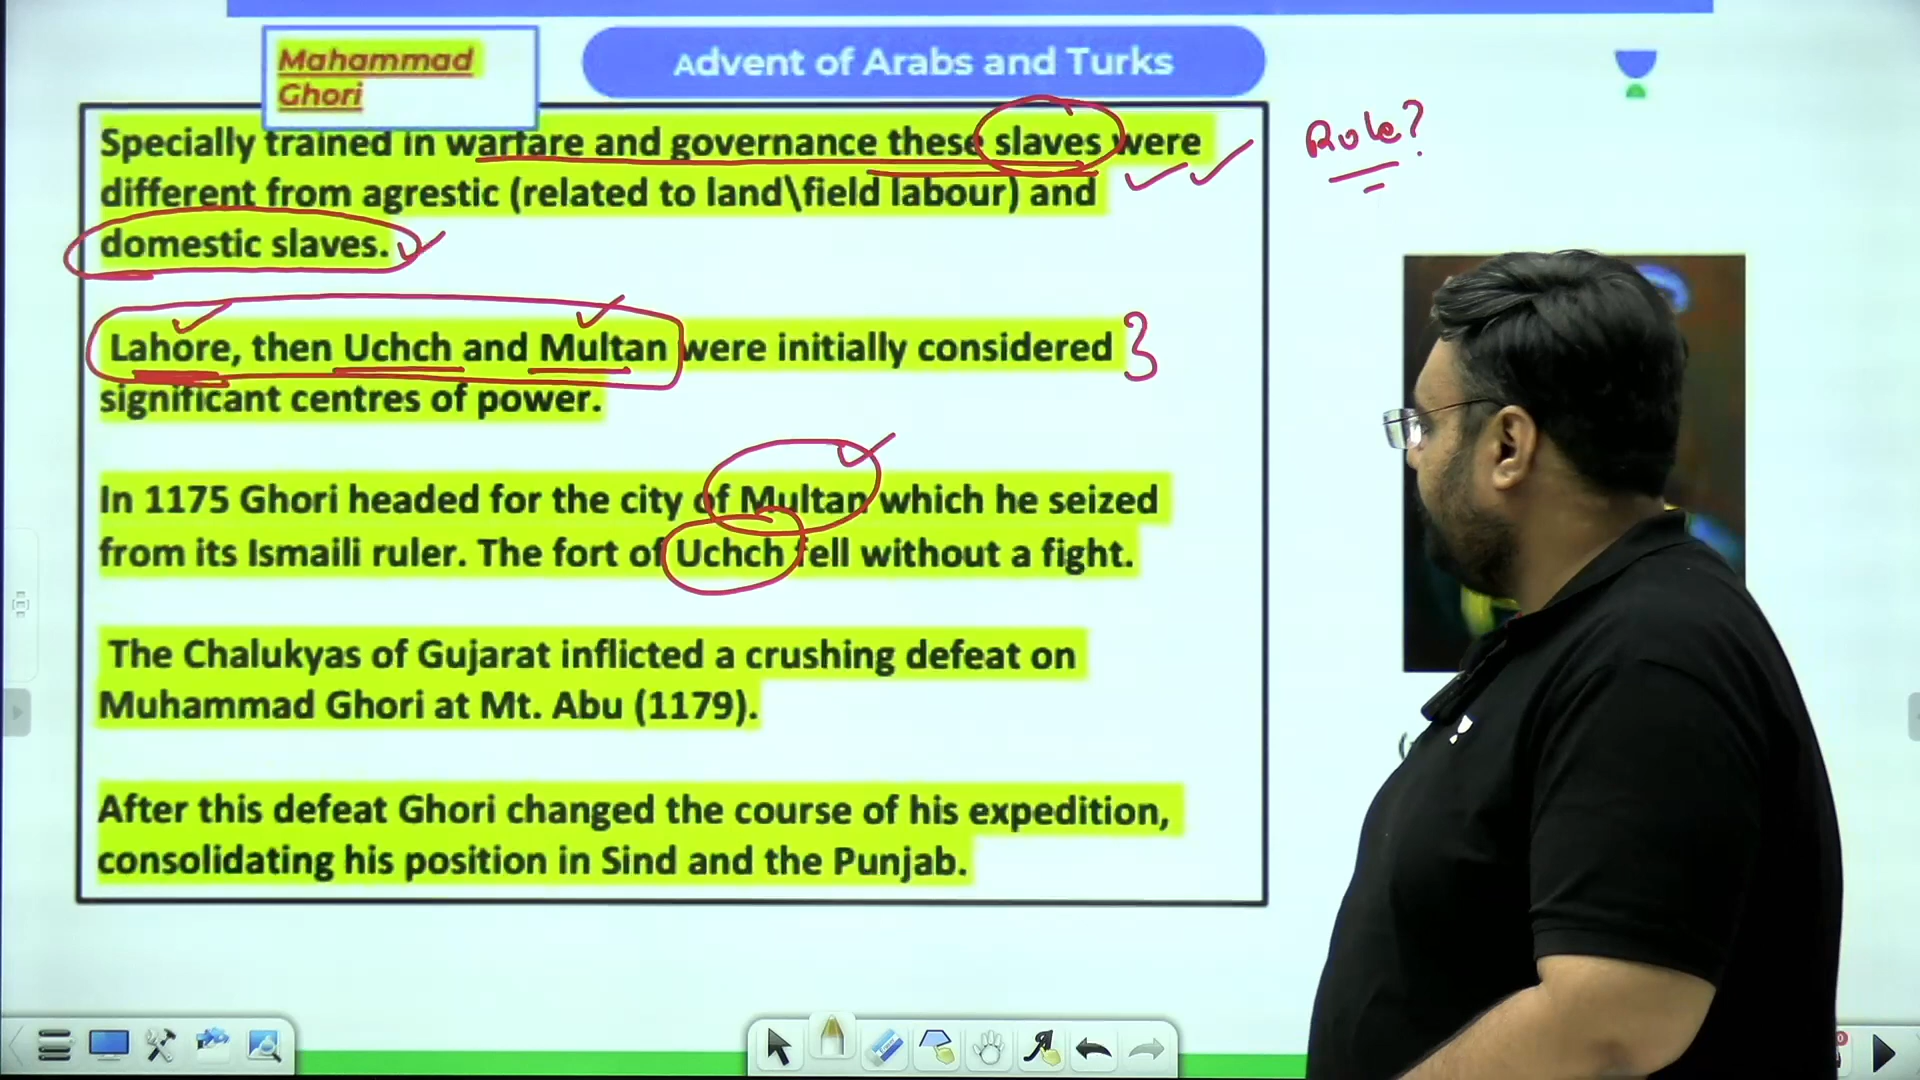 Mahammad
Ghori
Advent of Arabs and Turks
Specially trained in warfare and governance these slaves were
different from agrestic (related to land\field labour) and
domestic slaves.
Role?
Lahore, then Uchch and Multan were initially considered
3
significant centres of power.
In 1175 Ghori headed for the city of Multan which he seized
from its Ismaili ruler. The fort of Uchch fell without a fight.
The Chalukyas of Gujarat inflicted a crushing defeat on
Muhammad Ghori at Mt. Abu (1179).
After this defeat Ghori changed the course of his expedition,
consolidating his position in Sind and the Punjab.